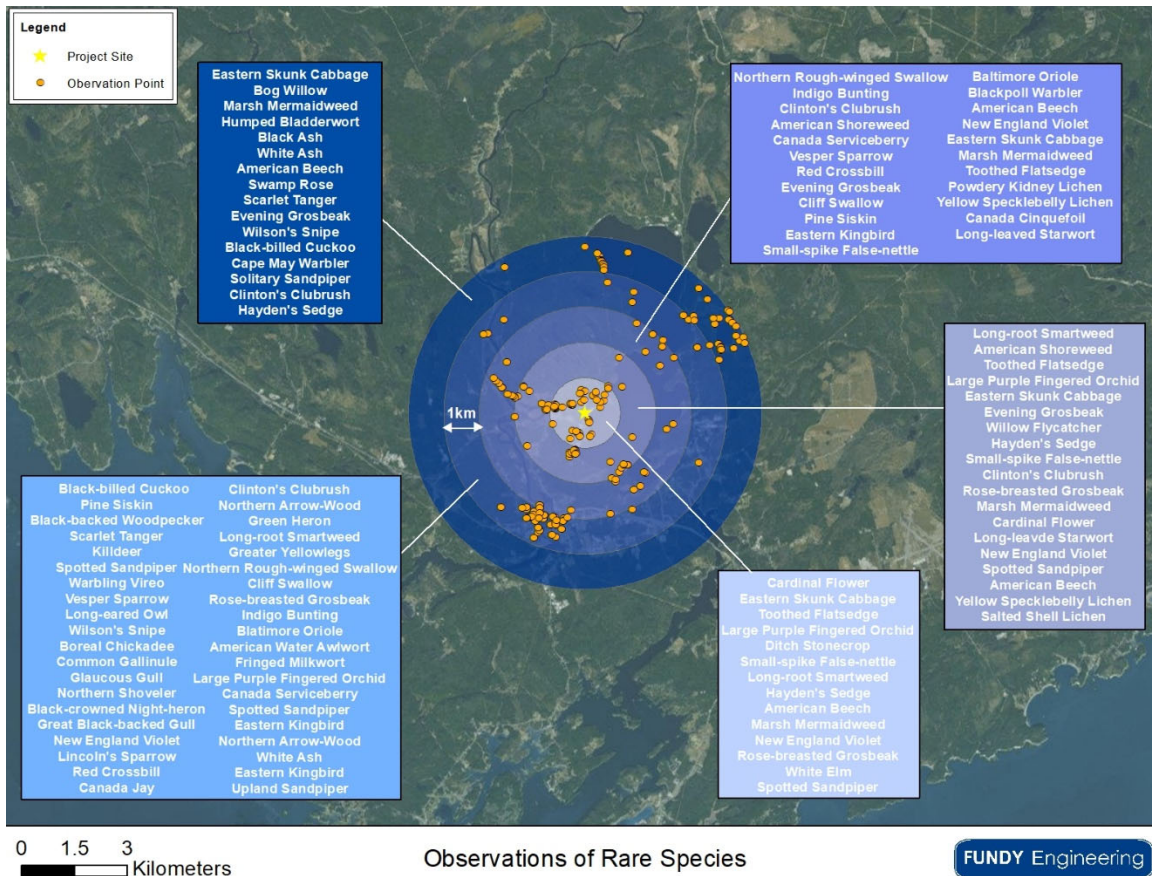 Legend
Project Site
Obervation Point
Eastern Skunk Cabbage
Bog Willow
Marsh Mermaidweed
Humped Bladderwort
Black Ash
White Ash
American Beech
Swamp Rose
Scarlet Tanger
Evening Grosbeak
Wilson's Snipe
Black-billed Cuckoo
Cape May Warbler
Solitary Sandpiper
Clinton's Clubrush
Hayden's Sedge
Northern Rough-winged Swallow
Indigo Bunting
Clinton's Clubrush
American Shoreweed
Canada Serviceberry
Vesper Sparrow
Red Crossbill
Evening Grosbeak
Cliff Swallow
Pine Siskin
Eastern Kingbird
Small-spike False-nettle
Baltimore Oriole
Blackpoll Warbler
American Beech
New England Violet
Eastern Skunk Cabbage
Marsh Mermaidweed
Toothed Flatsedge
Powdery Kidney Lichen
Yellow Specklebelly Lichen
Canada Cinquefoil
Long-leaved Starwort
Long-root Smartweed
American Shoreweed
Toothed Flatsedge
Large Purple Fingered Orchid
Eastern Skunk Cabbage
Evening Grosbeak
Willow Flycatcher
Hayden's Sedge
Small-spike False-nettle
Clinton's Clubrush
Rose-breasted Grosbeak
Marsh Mermaidweed
Cardinal Flower
Long-leavde Starwort
New England Violet
Spotted Sandpiper
American Beech
Yellow Specklebelly Lichen
Salted Shell Lichen
1km
Black-billed Cuckoo
Pine Siskin
Black-backed Woodpecker
Scarlet Tanger
Killdeer
Spotted Sandpiper
Warbling Vireo
Vesper Sparrow
Long-eared Owl
Wilson's Snipe
Boreal Chickadee
Common Gallinule
Glaucous Gull
Northern Shoveler
Black-crowned Night-heron
Great Black-backed Gull
New England Violet
Lincoln's Sparrow
Red Crossbill
Canada Jay
Clinton's Clubrush
Northern Arrow-Wood
Green Heron
Long-root Smartweed
Greater Yellowlegs
Northern Rough-winged Swallow
Cliff Swallow
Rose-breasted Grosbeak
Indigo Bunting
Blatimore Oriole
American Water Awlwort
Fringed Milkwort
Large Purple Fingered Orchid
Canada Serviceberry
Spotted Sandpiper
Eastern Kingbird
Northern Arrow-Wood
White Ash
Eastern Kingbird
Upland Sandpiper
Cardinal Flower
Eastern Skunk Cabbage
Toothed Flatsedge
Large Purple Fingered Orchid
Ditch Stonecrop
Small-spike False-nettle
Long-root Smartweed
Hayden's Sedge
American Beech
Marsh Mermaidweed
New England Violet
Rose-breasted Grosbeak
White Elm
Spotted Sandpiper
0 1.5 3
Kilometers
Observations of Rare Species
FUNDY Engineering